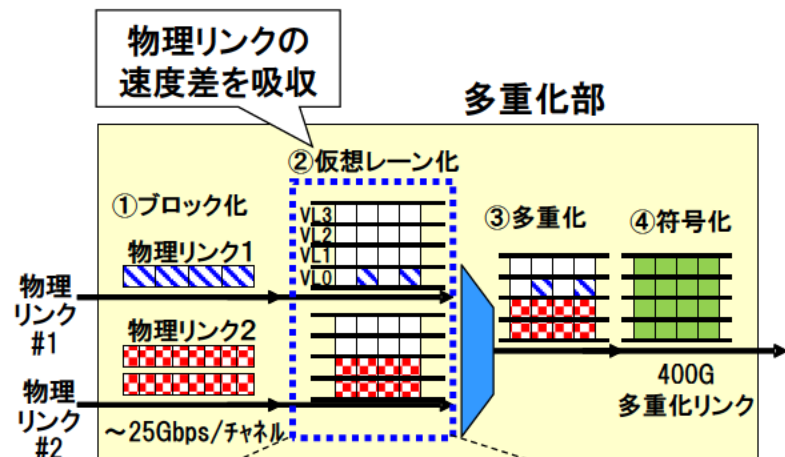 物理リンクの
速度差を吸収
多重化部
②仮想レーン化
①ブロック化
③多重化
④符号化
VL3
VL2
VL1
VL0
物理リンク1
物理
リンク
#1
物理リンク2
物理
リンク
#2
~25Gbps/チャネル
400G
多重化リンク